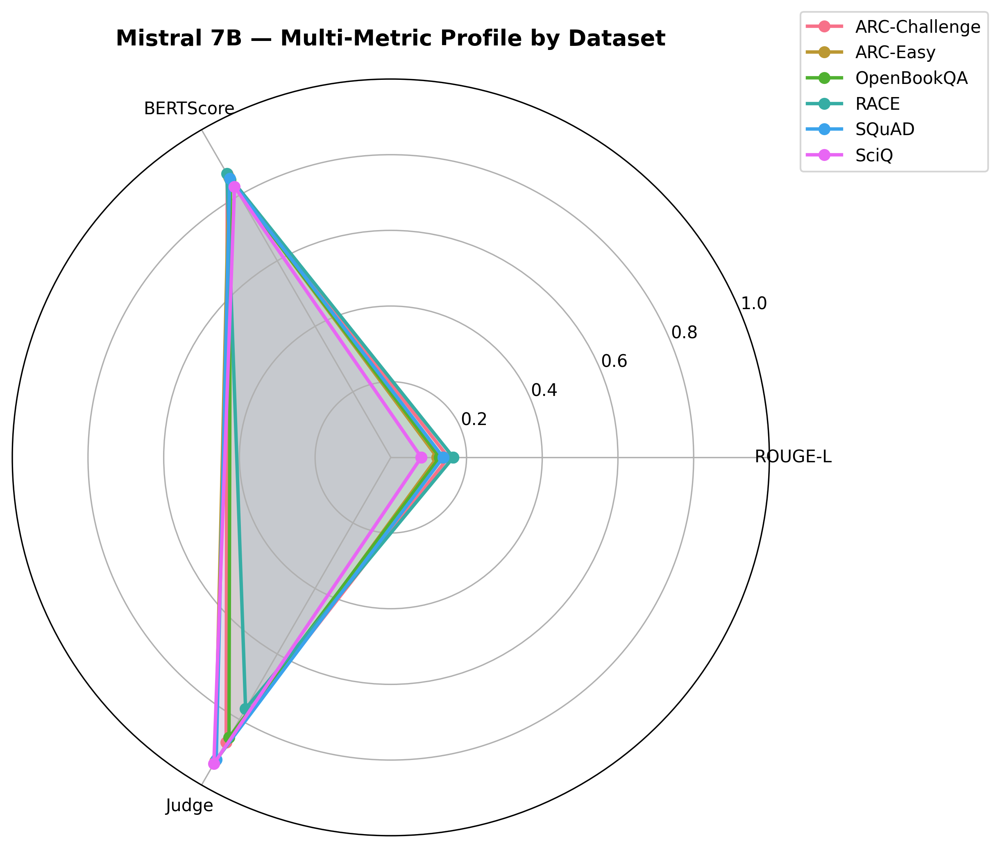 Mistral 7B — Multi-Metric Profile by Dataset
ARC-Challenge
ARC-Easy
OpenBookQA
RACE
SQuAD
SciQ
BERTScore
1.0
0.8
0.6
0.4
0.2
ROUGE-L
Judge